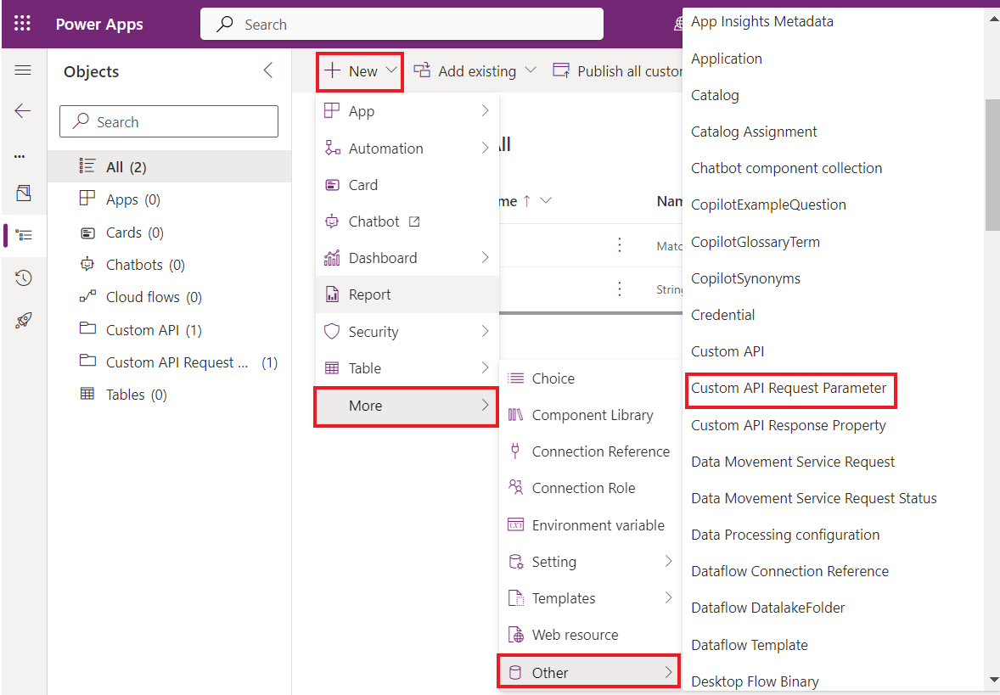 Power Apps
Search
Objects
Search
All (2)
Apps (0)
Cards (0)
Chatbots (0)
Cloud flows (0)
Custom API (1)
Custom API Request ... (1)
Tables (0)
New
Add existing
Publish all custor
All
me ↑
Nam
Matc
String
App
Automation
Card
Chatbot
Dashboard
Report
Security
Table
More
Choice
Component Library
Connection Reference
Connection Role
Environment variable
Setting
Templates
Web resource
Other
App Insights Metadata
Application
Catalog
Catalog Assignment
Chatbot component collection
CopilotExampleQuestion
CopilotGlossaryTerm
CopilotSynonyms
Credential
Custom API
Custom API Request Parameter
Custom API Response Property
Data Movement Service Request
Data Movement Service Request Status
Data Processing configuration
Dataflow Connection Reference
Dataflow DatalakeFolder
Dataflow Template
Desktop Flow Binary